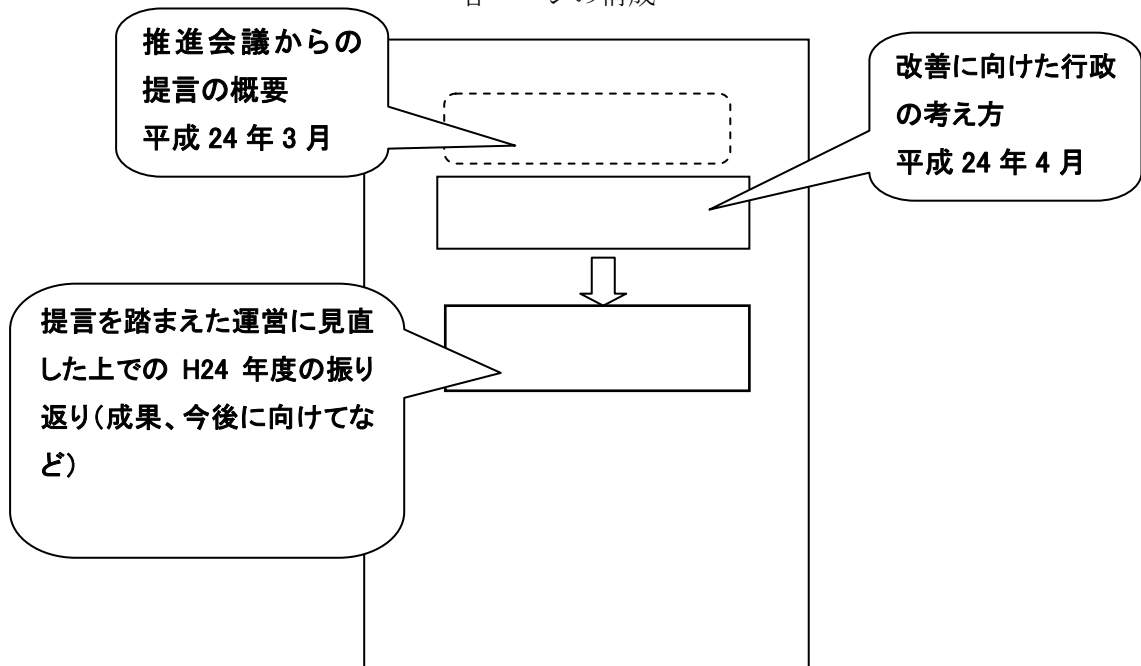 推進会議からの
提言の概要
平成 24 年 3 月
改善に向けた行政
の考え方
平成 24 年 4 月
提言を踏まえた運営に見直
した上での H24 年度の振り
返り（成果、今後に向けてな
ど）